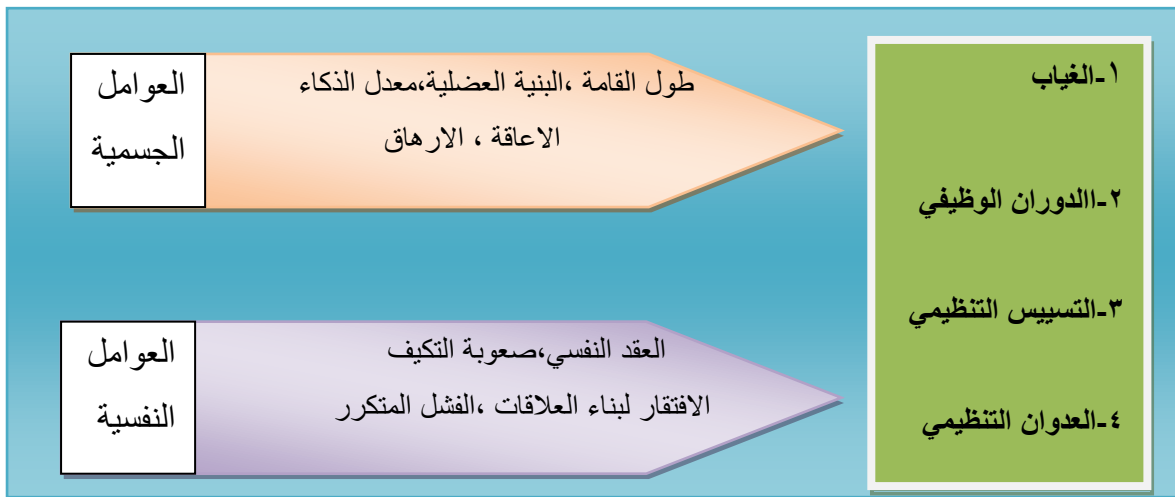 العوامل
الجسمية
طول القامة ،البنية العضلية،معدل الذكاء
الاعاقة ، الارهاق
العوامل
النفسية
العقد النفسي،صعوبة التكيف
الافتقار لبناء العلاقات ،الفشل المتكرر
١-الغياب
٢-االدوران الوظيفي
٣-التسييس التنظيمي
٤-العدوان التنظيمي